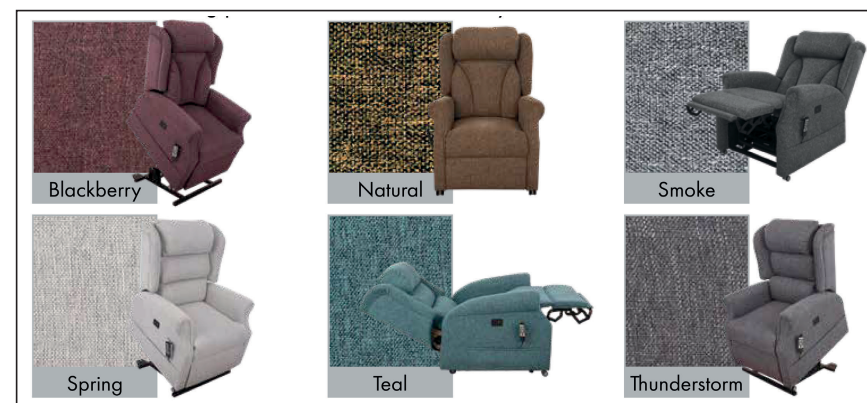 Blackberry
Natural
Smoke
Spring
Teal
Thunderstorm